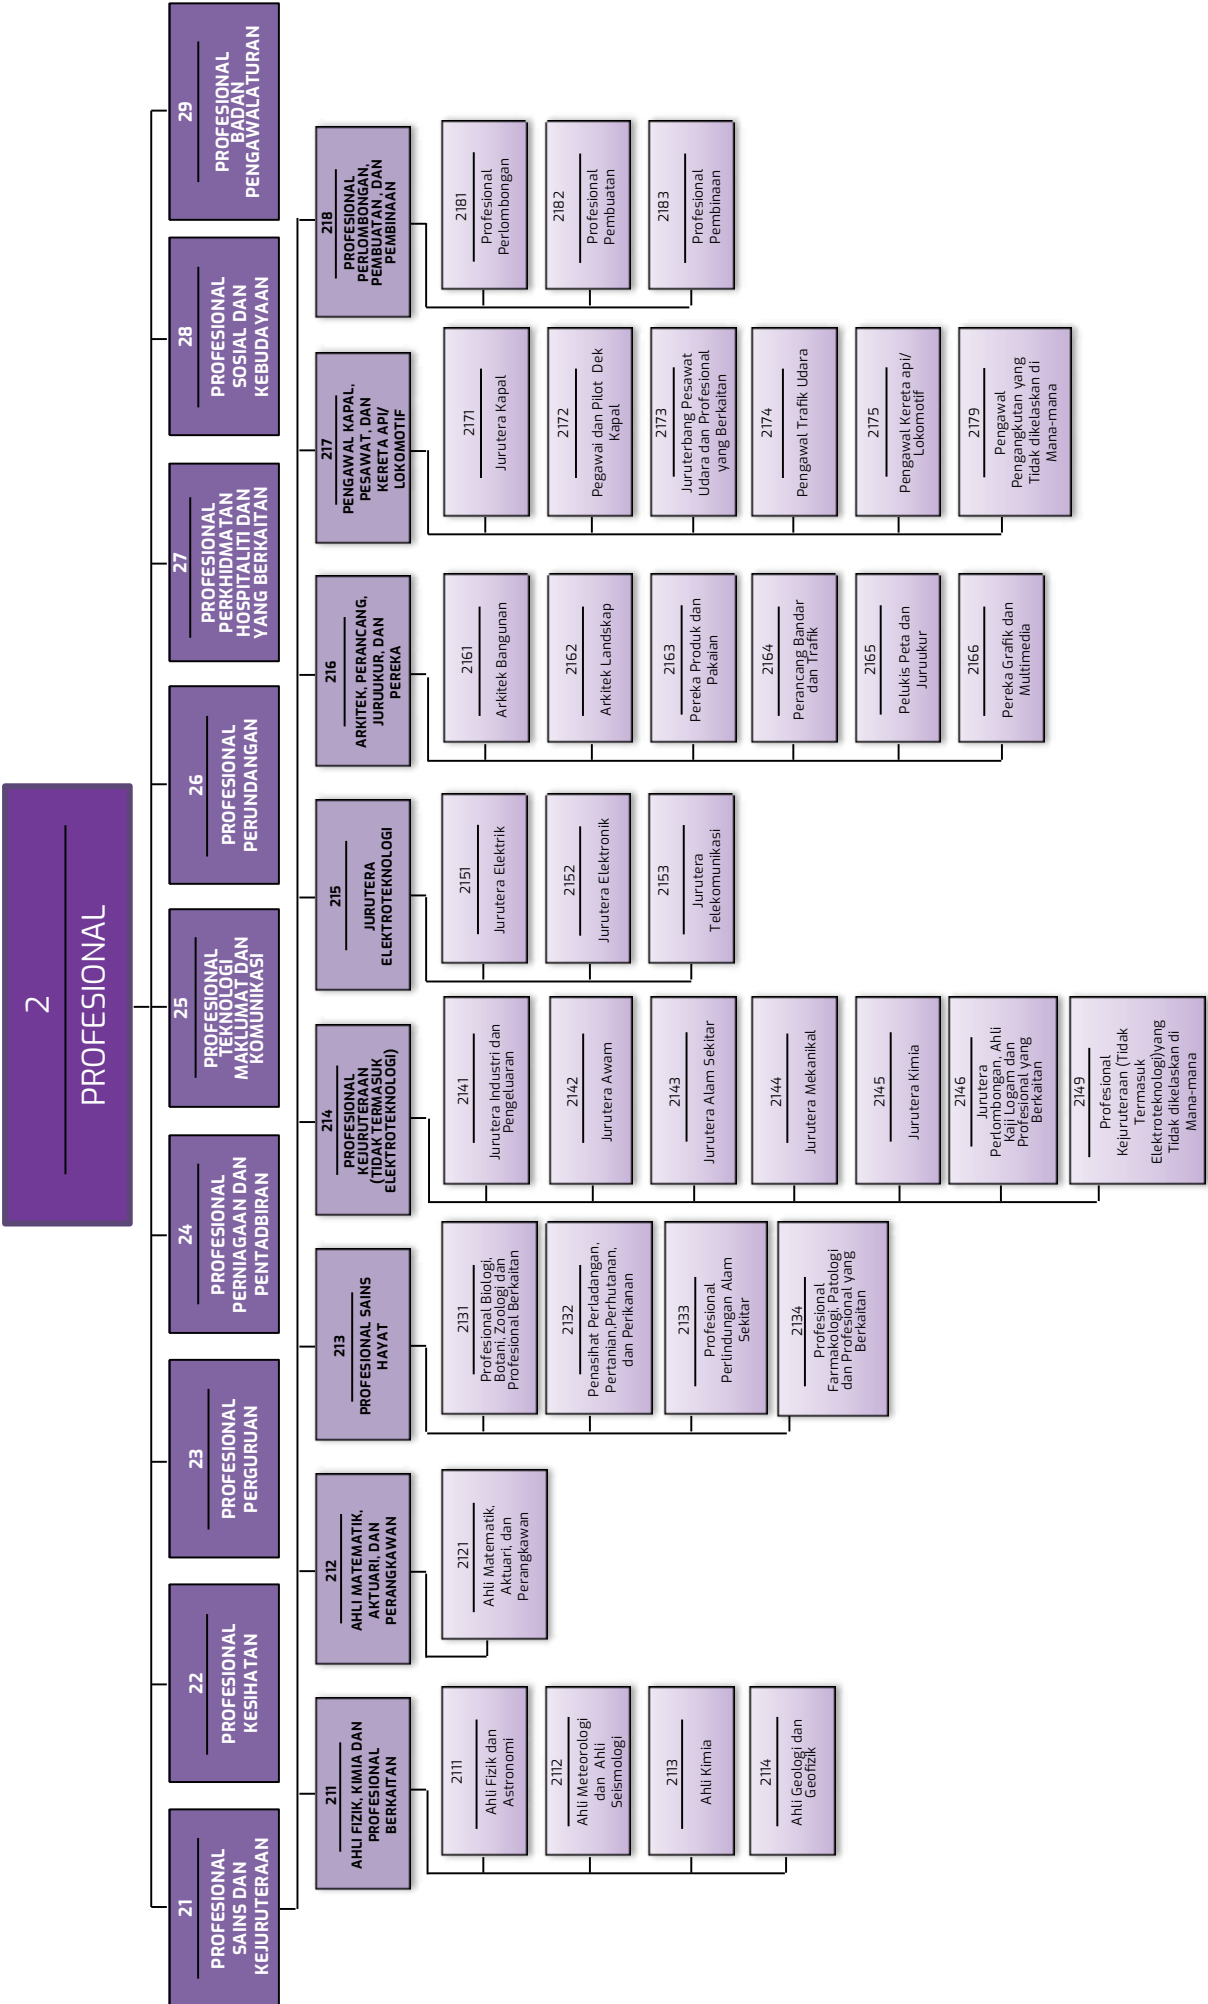 2
PROFESIONAL
21
PROFESIONAL
SAINS DAN
KEJURUTERAAN
22
PROFESIONAL
KESIHATAN
23
PROFESIONAL
PERGURUAN
24
PROFESIONAL
PERNIAGAAN DAN
PENTADBIRAN
25
PROFESIONAL
TEKNOLOGI
MAKLUMAT DAN
KOMUNIKASI
26
PROFESIONAL
PERUNDANGAN
27
PROFESIONAL
PERKHIDMATAN
HOSPITALITI DAN
YANG BERKAITAN
28
PROFESIONAL
SOSIAL DAN
KEBUDAYAAN
29
PROFESIONAL
BADAN
PENGAWALATURAN
211
AHLI FIZIK, KIMIA DAN
PROFESIONAL
BERKAITAN
2111
Ahli Fizik dan
Astronomi
2112
Ahli Meteorologi
dan Ahli
Seismologi
2113
Ahli Kimia
2114
Ahli Geologi dan
Geofizik
212
AHLI MATEMATIK,
AKTUARI, DAN
PERANGKAWAN
2121
Ahli Matematik,
Aktuari, dan
Perangkawan
213
PROFESIONAL SAINS
HAYAT
2131
Profesional Biologi,
Botani, Zoologi dan
Profesional Berkaitan
2132
Penasihat Perladangan,
Pertanian,Perhutanan,
dan Perikanan
2133
Profesional
Perlindungan Alam
Sekitar
2134
Profesional
Farmakologi, Patologi
dan Profesional yang
Berkaitan
214
PROFESIONAL
KEJURUTERAAN
(TIDAK TERMASUK
ELEKTROTEKNOLOGI)
2141
Jurutera Industri dan
Pengeluaran
2142
Jurutera Awam
2143
Jurutera Alam Sekitar
2144
Jurutera Mekanikal
2145
Jurutera Kimia
2146
Jurutera
Perlombongan, Ahli
Kaji Logam dan
Profesional yang
Berkaitan
2149
Profesional
Kejuruteraan (Tidak
Termasuk
Elektroteknologi)yang
Tidak dikelaskan di
Mana-mana
215
JURUTERA
ELEKTROTEKNOLOGI
2151
Jurutera Elektrik
2152
Jurutera Elektronik
2153
Jurutera
Telekomunikasi
216
ARKITEK, PERANCANG,
JURUUKUR, DAN
PEREKA
2161
Arkitek Bangunan
2162
Arkitek Landskap
2163
Pereka Produk dan
Pakaian
2164
Perancang Bandar
dan Trafik
2165
Pelukis Peta dan
Juruukur
2166
Pereka Grafik dan
Multimedia
217
PENGAWAL KAPAL,
PESAWAT, DAN
KERETA API/
LOKOMOTIF
2171
Jurutera Kapal
2172
Pegawai dan Pilot Dek
Kapal
2173
Juruterbang Pesawat
Udara dan Profesional
yang Berkaitan
2174
Pengawal Trafik Udara
2175
Pengawal Kereta api/
Lokomotif
2179
Pengawal
Pengangkutan yang
Tidak dikelaskan di
Mana-mana
218
PROFESIONAL
PERLOMBONGAN,
PEMBUATAN, DAN
PEMBINAAN
2181
Profesional
Perlombongan
2182
Profesional
Pembuatan
2183
Profesional
Pembinaan